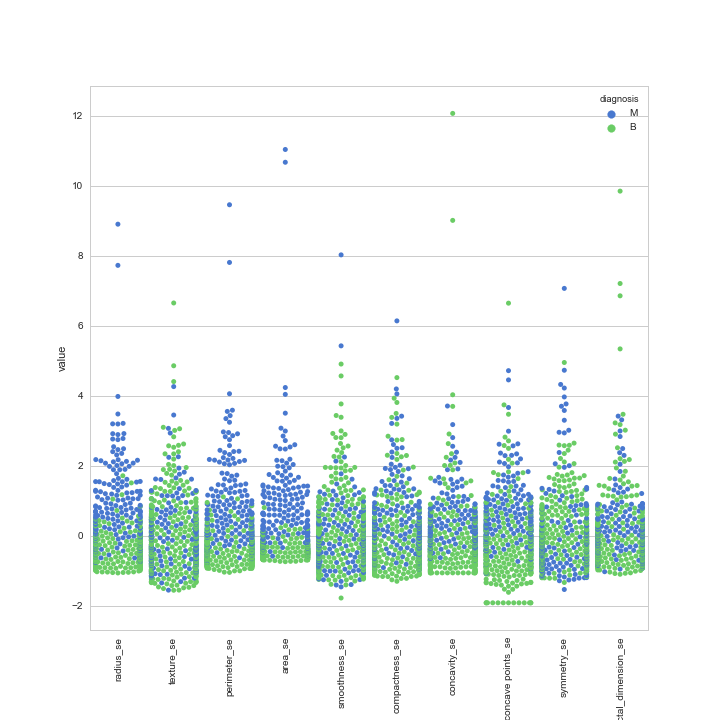 diagnosis
M
B
12
10
8
6
4
2
0
−2
value
radius_se
texture_se
perimeter_se
area_se
smoothness_se
compactness_se
concavity_se
concave points_se
symmetry_se
ctal_dimension_se